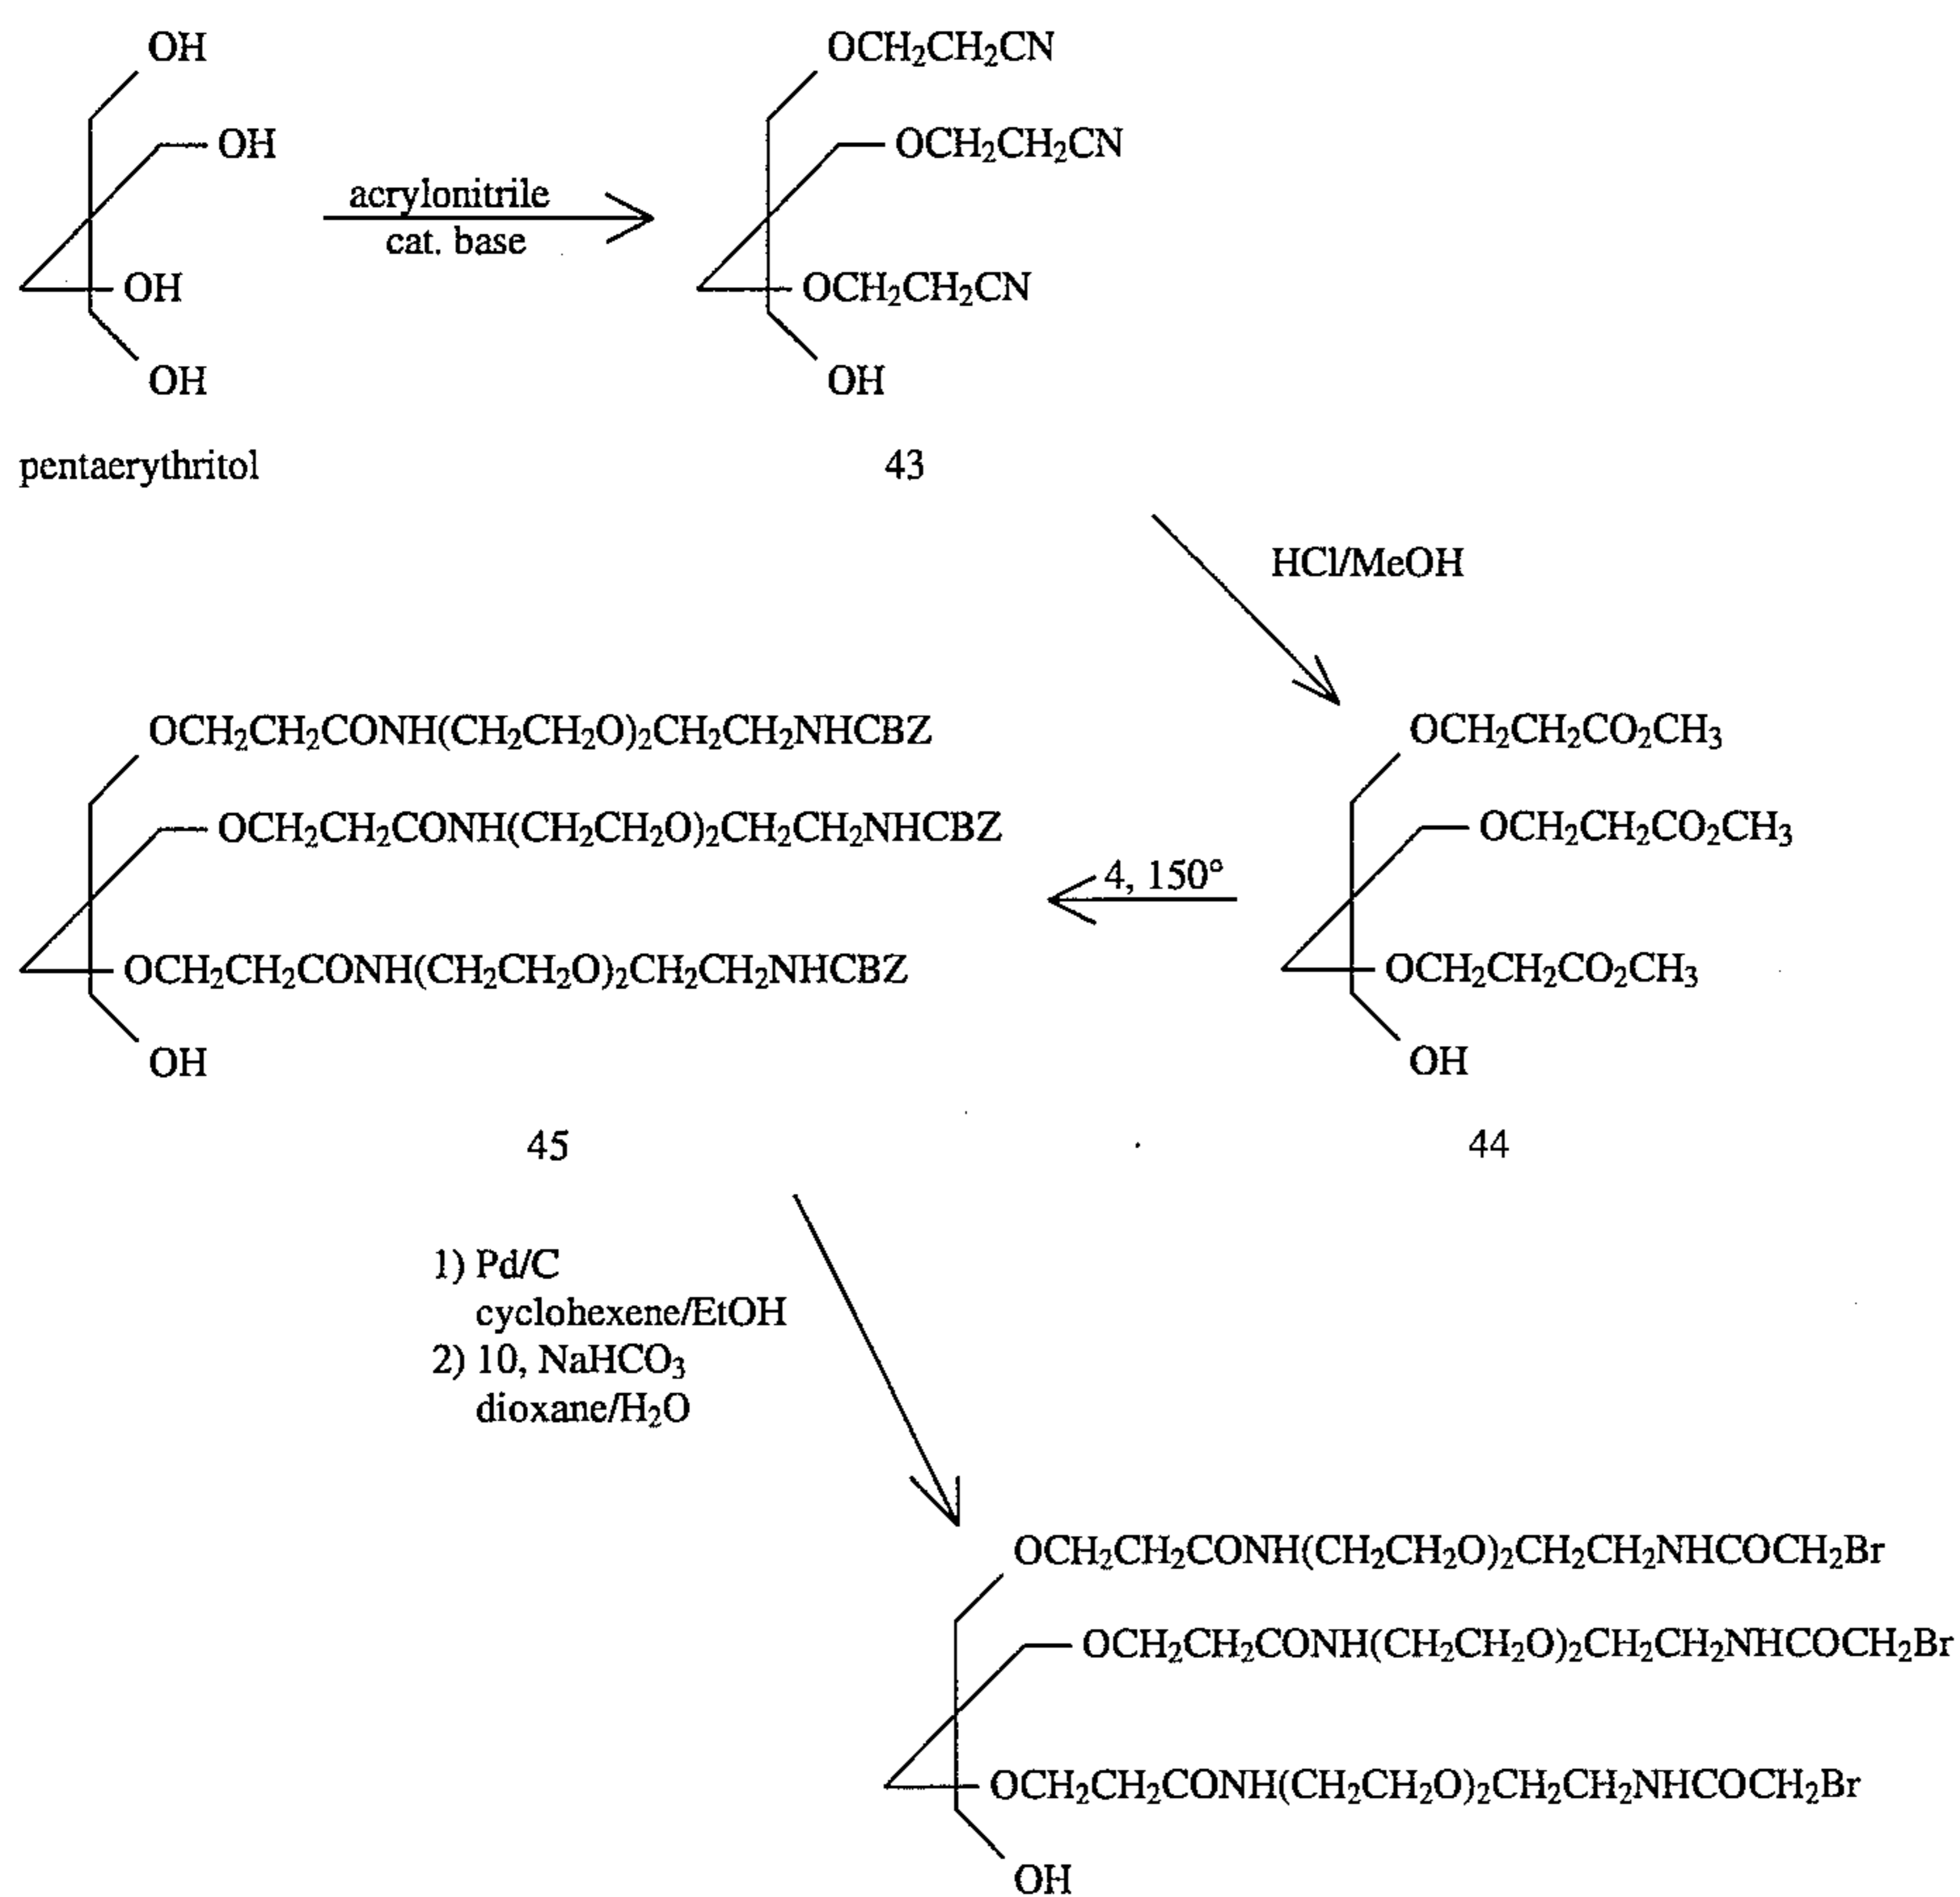 OH
OH
OH
OH
pentaerythritol
acrylonitrile
cat. base
OCH₂CH₂CN
OCH₂CH₂CN
OCH₂CH₂CN
OH
43
HCl/MeOH
OCH₂CH₂CO₂CH₃
OCH₂CH₂CO₂CH₃
OCH₂CH₂CO₂CH₃
OH
44
4, 150°
OCH₂CH₂CONH(CH₂CH₂O)₂CH₂CH₂NHCBZ
OCH₂CH₂CONH(CH₂CH₂O)₂CH₂CH₂NHCBZ
OCH₂CH₂CONH(CH₂CH₂O)₂CH₂CH₂NHCBZ
OH
45
1) Pd/C
cyclohexene/EtOH
2) 10, NaHCO₃
dioxane/H₂O
OCH₂CH₂CONH(CH₂CH₂O)₂CH₂CH₂NHCOCH₂Br
OCH₂CH₂CONH(CH₂CH₂O)₂CH₂CH₂NHCOCH₂Br
OCH₂CH₂CONH(CH₂CH₂O)₂CH₂CH₂NHCOCH₂Br
OH